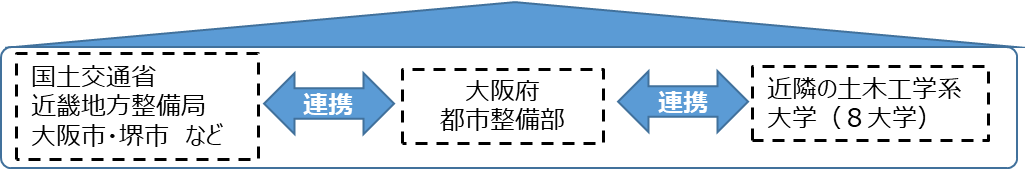 国土交通省
近畿地方整備局
大阪市・堺市　など
連携
大阪府
都市整備部
連携
近隣の土木工学系
大学（８大学）